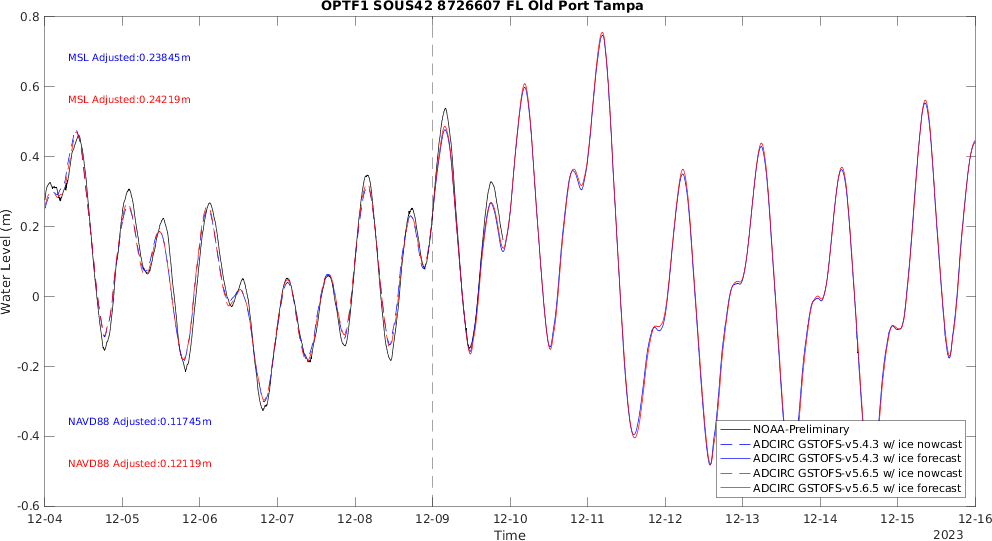 OPTF1 SOUS42 8726607 FL Old Port Tampa
0.8
MSL Adjusted:0.23845m
0.6
MSL Adjusted:0.24219m
0.4
0.2
Water Level (m)
0
-0.2
NAVD88 Adjusted:0.11745m
-0.4
NAVD88 Adjusted:0.12119m
-0.6
NOAA-Preliminary
ADCIRC GSTOFS-v5.4.3 w/ ice nowcast
ADCIRC GSTOFS-v5.4.3 w/ ice forecast
ADCIRC GSTOFS-v5.6.5 w/ ice nowcast
ADCIRC GSTOFS-v5.6.5 w/ ice forecast
12-04 12-05 12-06 12-07 12-08 12-09 12-10 12-11 12-12 12-13 12-14 12-15 12-16
Time
2023